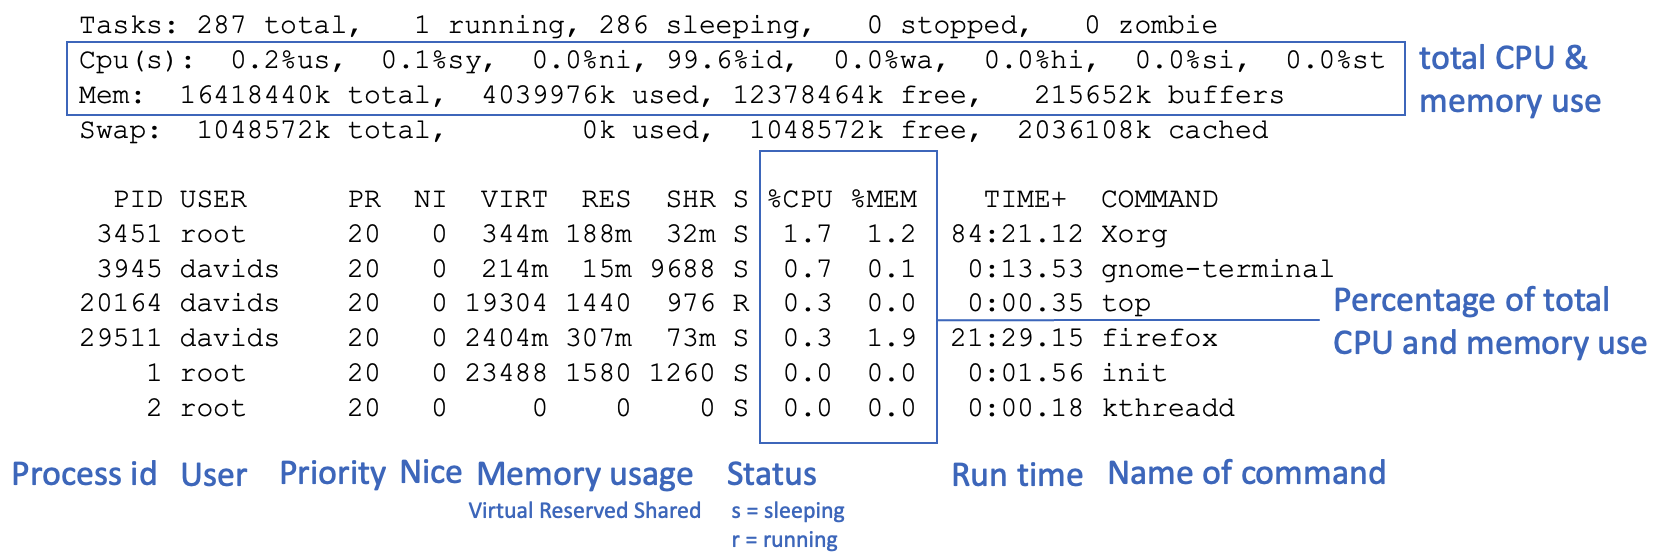 Tasks: 287 total, 1 running, 286 sleeping, 0 stopped, 0 zombie
Cpu(s): 0.2%us, 0.1%sy, 0.0%ni, 99.6%id, 0.0%wa, 0.0%hi, 0.0%si, 0.0%st
Mem: 16418440k total, 4039976k used, 12378464k free, 215652k buffers
total CPU &
memory use
Swap: 1048572k total, 0k used, 1048572k free, 2036108k cached
PID USER PR NI VIRT RES SHR S %CPU %MEM TIME+ COMMAND
3451 root 20 0 344m 188m 32m S 1.7 1.2 84:21.12 Xorg
3945 davids 20 0 214m 15m 9688 S 0.7 0.1 0:13.53 gnome-terminal
20164 davids 20 0 19304 1440 976 R 0.3 0.0 0:00.35 top
29511 davids 20 0 2404m 307m 73m S 0.3 1.9 21:29.15 firefox
1 root 20 0 23488 1580 1260 S 0.0 0.0 0:01.56 init
2 root 20 0 0 0 0 S 0.0 0.0 0:00.18 kthreadd
Percentage of total
CPU and memory use
Process id User Priority Nice Memory usage Status Run time Name of command
Virtual Reserved Shared s = sleeping
r = running